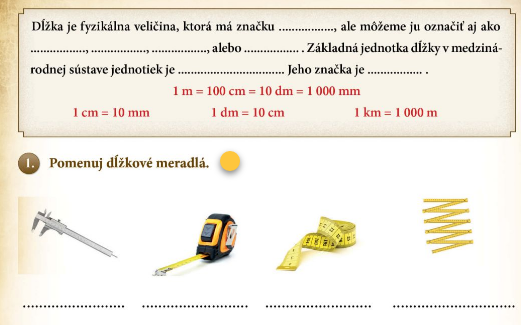 Dĺžka je fyzikálna veličina, ktorá má značku ................., ale môžeme ju označiť aj ako
................., ................., ................., alebo ................. . Základná jednotka dĺžky v medziná-
rodnej sústave jednotiek je ................................. Jeho značka je ................. .
1 m = 100 cm = 10 dm = 1 000 mm
1 cm = 10 mm 1 dm = 10 cm 1 km = 1 000 m
1. Pomenuj dĺžkové meradlá.
.......................... .......................... .......................... ..........................